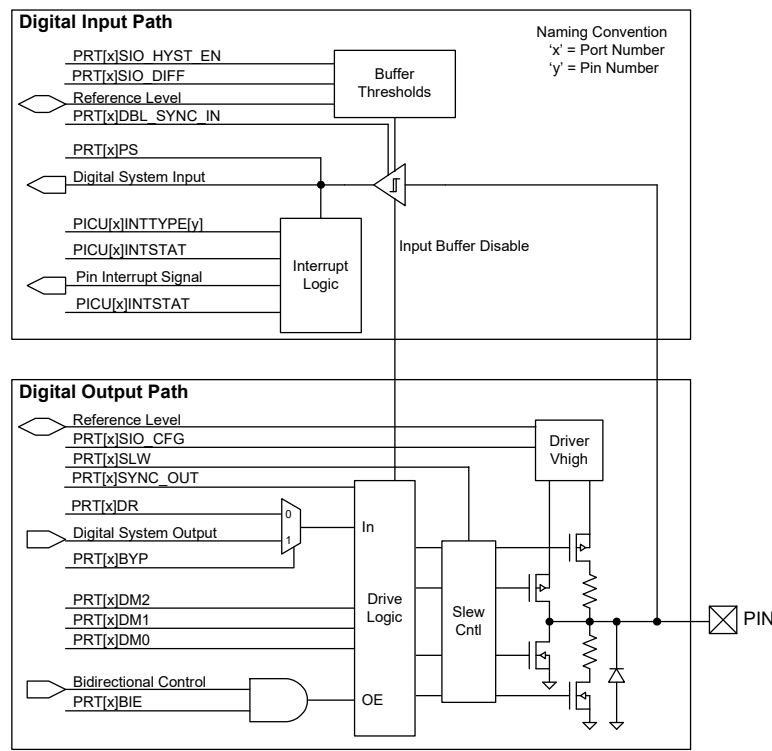 Digital Input Path
Naming Convention
'x' = Port Number
'y' = Pin Number
PRT[x]SIO_HYST_EN
PRT[x]SIO_DIFF
Reference Level
PRT[x]DBL_SYNC_IN
Buffer
Thresholds
PRT[x]PS
Digital System Input
PICU[x]INTTYPE[y]
PICU[x]INTSTAT
Pin Interrupt Signal
PICU[x]INTSTAT
Interrupt
Logic
Input Buffer Disable
Digital Output Path
Reference Level
PRT[x]SIO_CFG
PRT[x]SLW
PRT[x]SYNC_OUT
Driver
Vhigh
PRT[x]DR
0
Digital System Output
1
PRT[x]BYP
In
PRT[x]DM2
PRT[x]DM1
PRT[x]DM0
Drive
Logic
Slew
Cntl
PIN
Bidirectional Control
PRT[x]BIE
OE